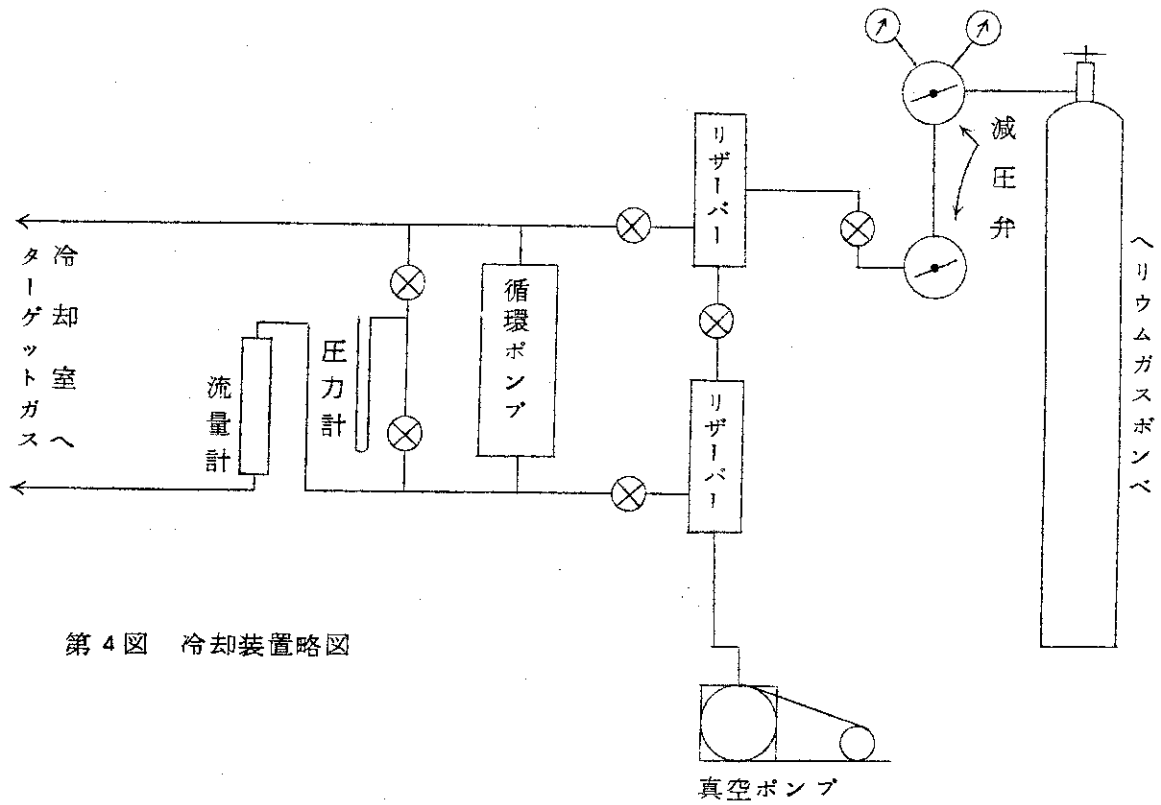 減圧弁
リザーバー
ヘリウムガスボンベ
冷却室へ
ターゲットガス
循環ポンプ
圧力計
流量計
リザーバー
第4図 冷却装置略図
真空ポンプ